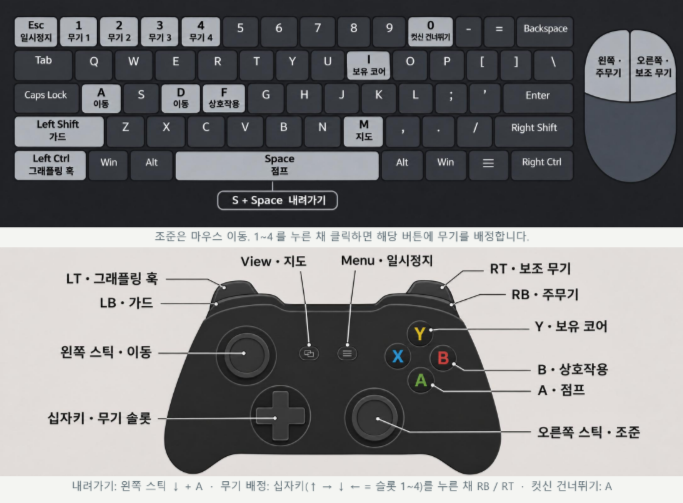 Esc 1 2 3 4 5 6 7 8 9 0 - = Backspace
일시정지 무기 1 무기 2 무기 3 무기 4 컷신 건너뛰기
Tab Q W E R T Y U I O P [ ] \
보유 코어
Caps Lock A S D F G H J K L ; ' Enter
이동 이동 상호작용
Left Shift Z X C V B N M , . / Right Shift
가드 지도
Left Ctrl Win Alt Space Alt Win Right Ctrl
그래플링 훅 점프
S + Space 내려가기
왼쪽 · 주무기
오른쪽 · 보조 무기
조준은 마우스 이동. 1~4를 누른 채 클릭하면 해당 버튼에 무기를 배정합니다.
View · 지도
Menu · 일시정지
LT · 그래플링 훅
RT · 보조 무기
LB · 가드
RB · 주무기
Y
Y · 보유 코어
왼쪽 스틱 · 이동
X B
B · 상호작용
A
A · 점프
십자키 · 무기 슬롯
오른쪽 스틱 · 조준
내려가기: 왼쪽 스틱 ↓ + A · 무기 배정: 십자키(↑ → ↓ ← = 슬롯 1~4)를 누른 채 RB / RT · 컷신 건너뛰기: A